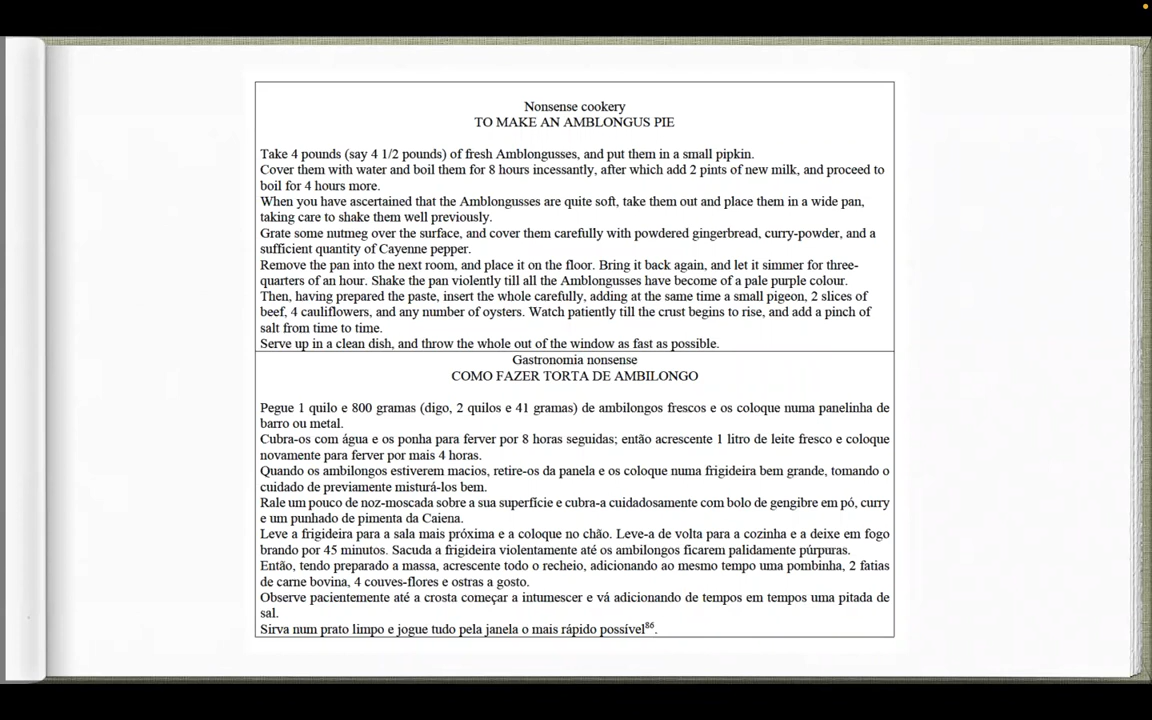 Nonsense cookery
TO MAKE AN AMBLONGUS PIE
Take 4 pounds (say 4 1/2 pounds) of fresh Amblongusses, and put them in a small pipkin.
Cover them with water and boil them for 8 hours incessantly, after which add 2 pints of new milk, and proceed to
boil for 4 hours more.
When you have ascertained that the Amblongusses are quite soft, take them out and place them in a wide pan,
taking care to shake them well previously.
Grate some nutmeg over the surface, and cover them carefully with powdered gingerbread, curry-powder, and a
sufficient quantity of Cayenne pepper.
Remove the pan into the next room, and place it on the floor. Bring it back again, and let it simmer for three-
quarters of an hour. Shake the pan violently till all the Amblongusses have become of a pale purple colour.
Then, having prepared the paste, insert the whole carefully, adding at the same time a small pigeon, 2 slices of
beef, 4 cauliflowers, and any number of oysters. Watch patiently till the crust begins to rise, and add a pinch of
salt from time to time.
Serve up in a clean dish, and throw the whole out of the window as fast as possible.
Gastronomia nonsense
COMO FAZER TORTA DE AMBILONGO
Pegue 1 quilo e 800 gramas (digo, 2 quilos e 41 gramas) de ambilongos frescos e os coloque numa panelinha de
barro ou metal.
Cubra-os com água e os ponha para ferver por 8 horas seguidas; então acrescente 1 litro de leite fresco e coloque
novamente para ferver por mais 4 horas.
Quando os ambilongos estiverem macios, retire-os da panela e os coloque numa frigideira bem grande, tomando o
cuidado de previamente misturá-los bem.
Rale um pouco de noz-moscada sobre a sua superfície e cubra-a cuidadosamente com bolo de gengibre em pó, curry
e um punhado de pimenta da Caiena.
Leve a frigideira para a sala mais próxima e a coloque no chão. Leve-a de volta para a cozinha e a deixe em fogo
brando por 45 minutos. Sacuda a frigideira violentamente até os ambilongos ficarem palidamente púrpuras.
Então, tendo preparado a massa, acrescente todo o recheio, adicionando ao mesmo tempo uma pombinha, 2 fatias
de carne bovina, 4 couves-flores e ostras a gosto.
Observe pacientemente até a crosta começar a intumescer e vá adicionando de tempos em tempos uma pitada de
sal.
Sirva num prato limpo e jogue tudo pela janela o mais rápido possível⁸⁶.